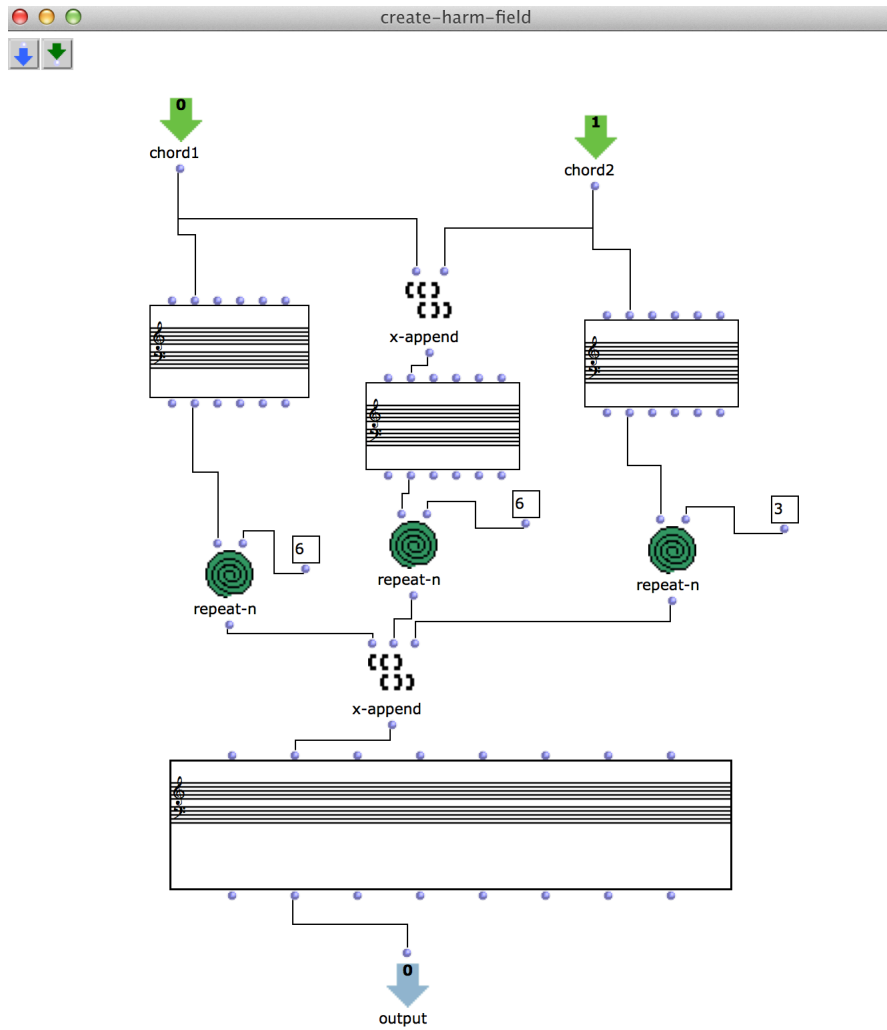 create-harm-field
0
chord1
1
chord2
x-append
6
6
3
repeat-n
repeat-n
repeat-n
x-append
0
output